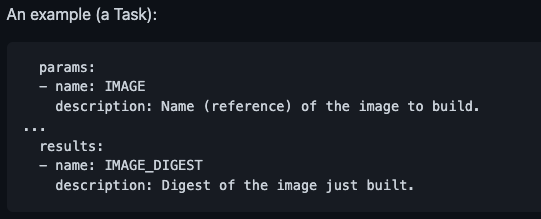 An example (a Task):
params:
- name: IMAGE
description: Name (reference) of the image to build.
...
results:
- name: IMAGE_DIGEST
description: Digest of the image just built.